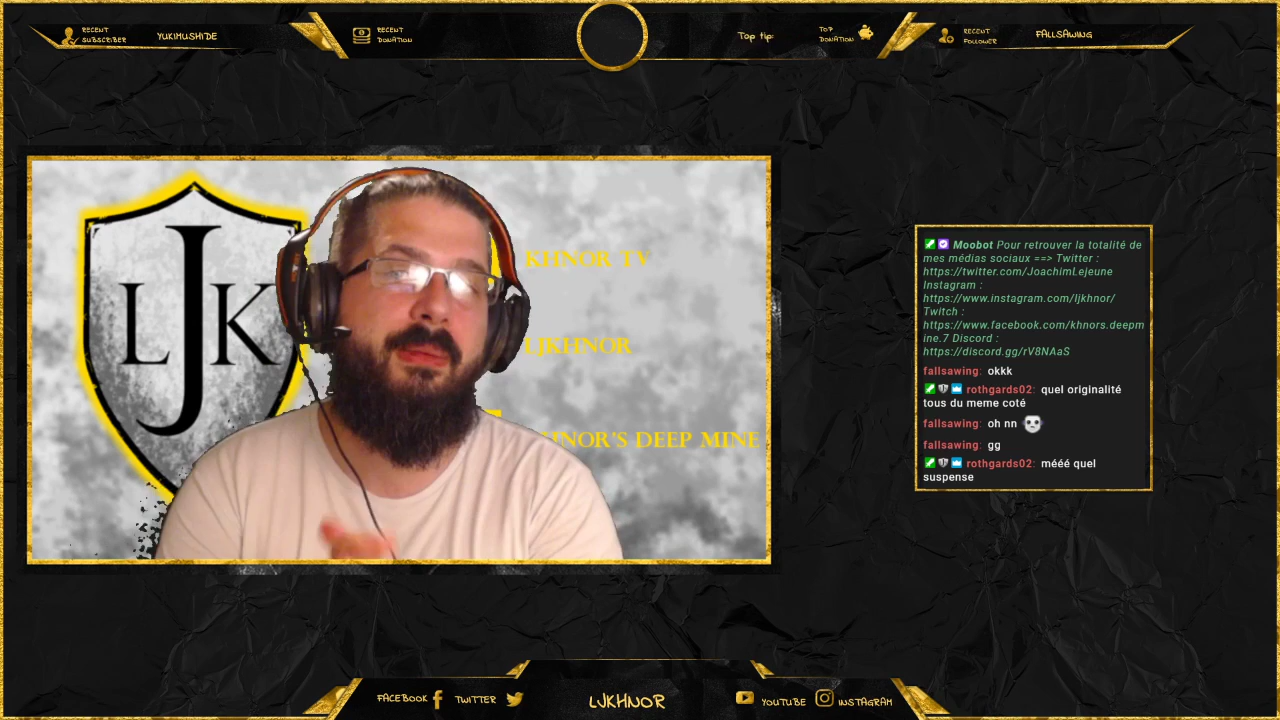 RECENT
SUBSCRIBER
YUKIMUSHIDE
RECENT
DONATION
Top tip:
TOP
DONATION
RECENT
FOLLOWER
FALLSAWING
LJK
KHNOR TV
LJKHNOR
HNOR'S DEEP MINE
Moobot Pour retrouver la totalité de
mes médias sociaux ==> Twitter :
https://twitter.com/JoachimLejeune
Instagram :
https://www.instagram.com/ljkhnor/
Twitch :
https://www.facebook.com/khnors.deepm
ine.7 Discord :
https://discord.gg/rV8NAaS
fallsawing: okkk
rothgards02: quel originalité
tous du meme coté
fallsawing: oh nn
fallsawing: gg
rothgards02: mééé quel
suspense
FACEBOOK
TWITTER
LJKHNOR
YOUTUBE
INSTAGRAM